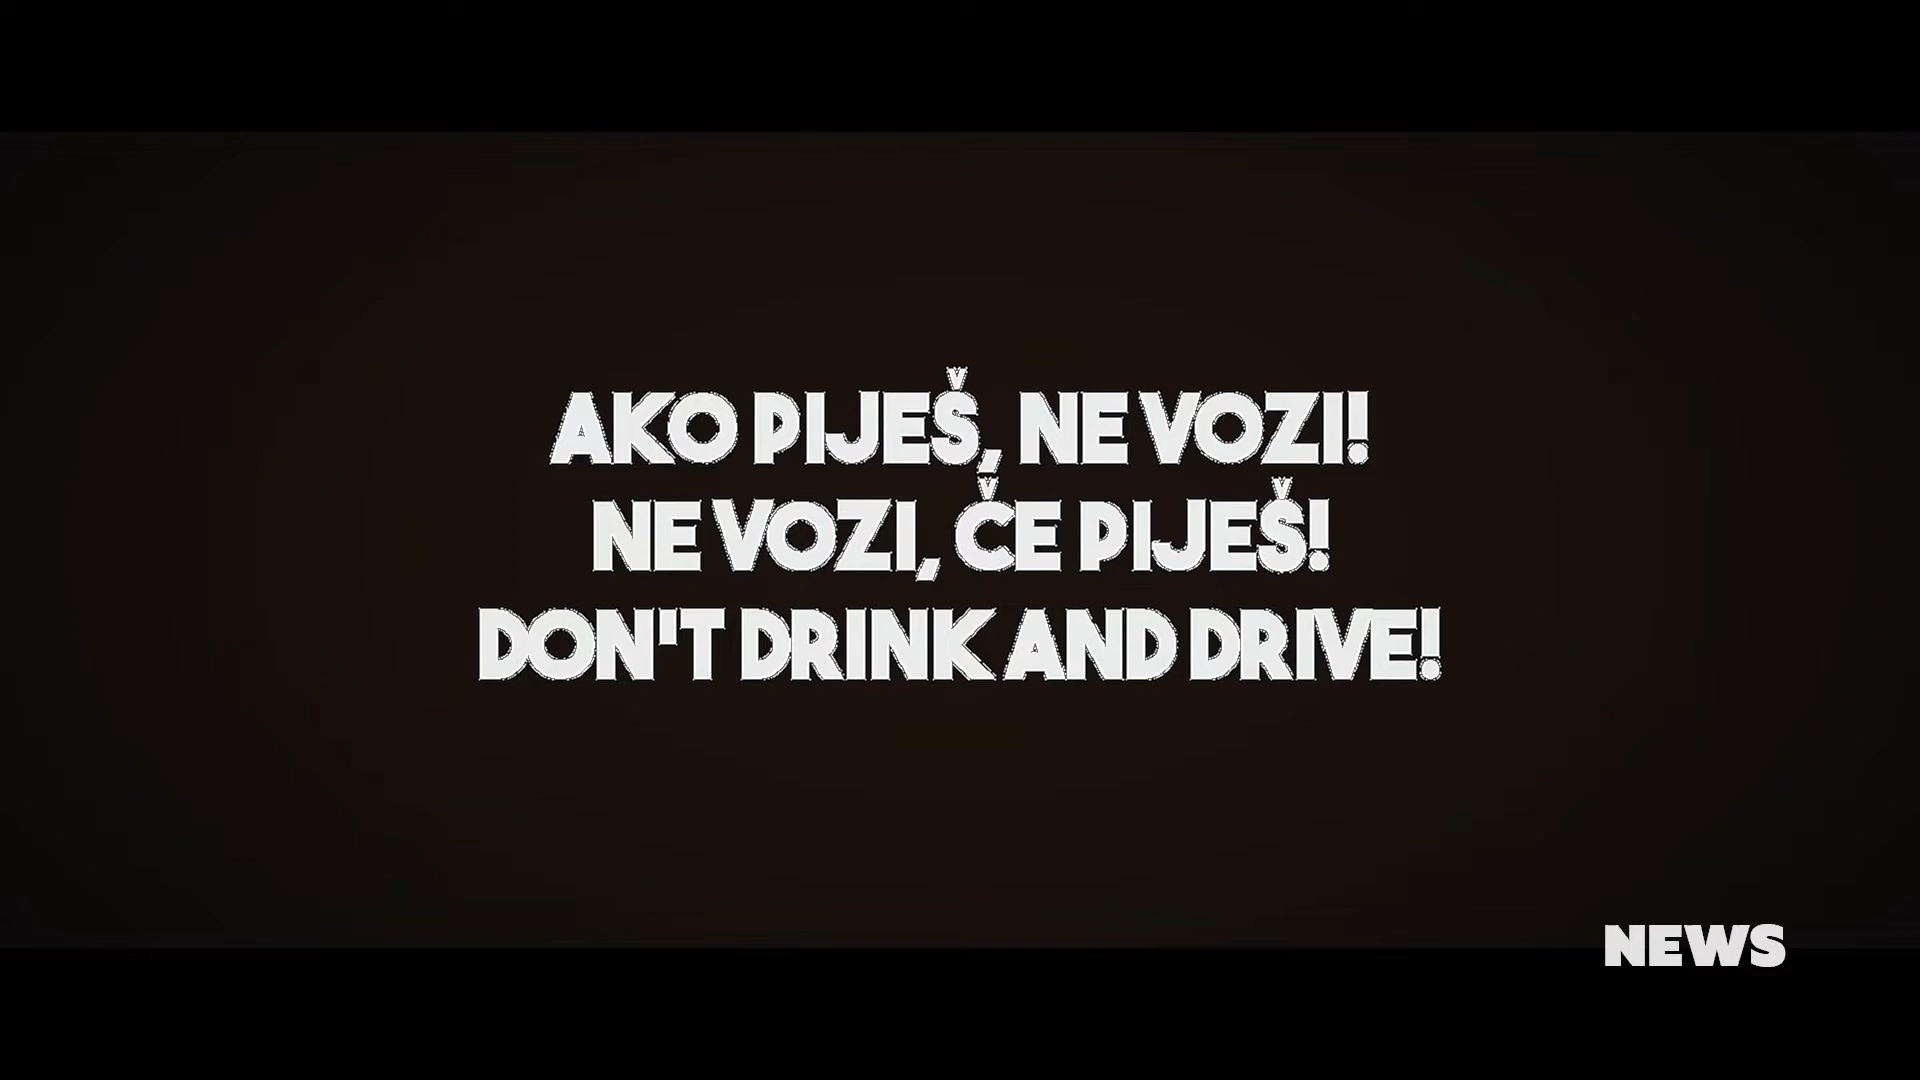 AKO PIJEŠ, NE VOZI!
NE VOZI, ČE PIJEŠ!
DON'T DRINK AND DRIVE!
NEWS